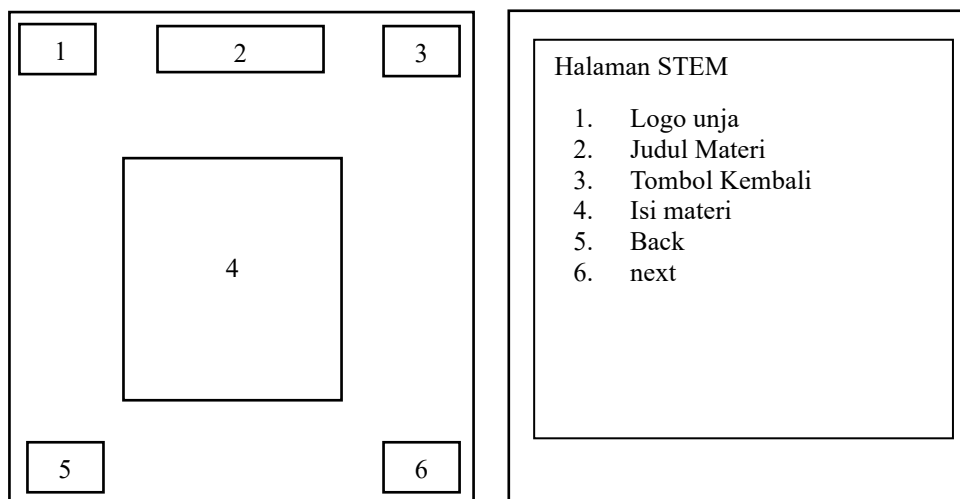 1
2
3
4
5
6
Halaman STEM
1. Logo unja
2. Judul Materi
3. Tombol Kembali
4. Isi materi
5. Back
6. next